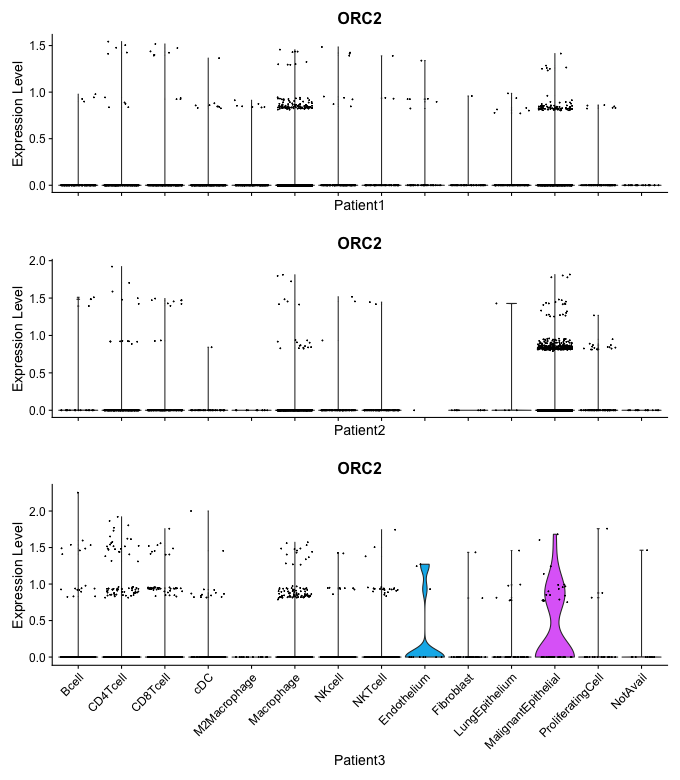 ORC2
Expression Level
1.5
1.0
0.5
0.0
Patient1
ORC2
Expression Level
2.0
1.5
1.0
0.5
0.0
Patient2
ORC2
Expression Level
2.0
1.5
1.0
0.5
0.0
Bcell
CD4Tcell
CD8Tcell
cDC
M2Macrophage
Macrophage
NKcell
NKTcell
Endothelium
Fibroblast
LungEpithelium
MalignantEpithelial
ProliferatingCell
NotAvail
Patient3